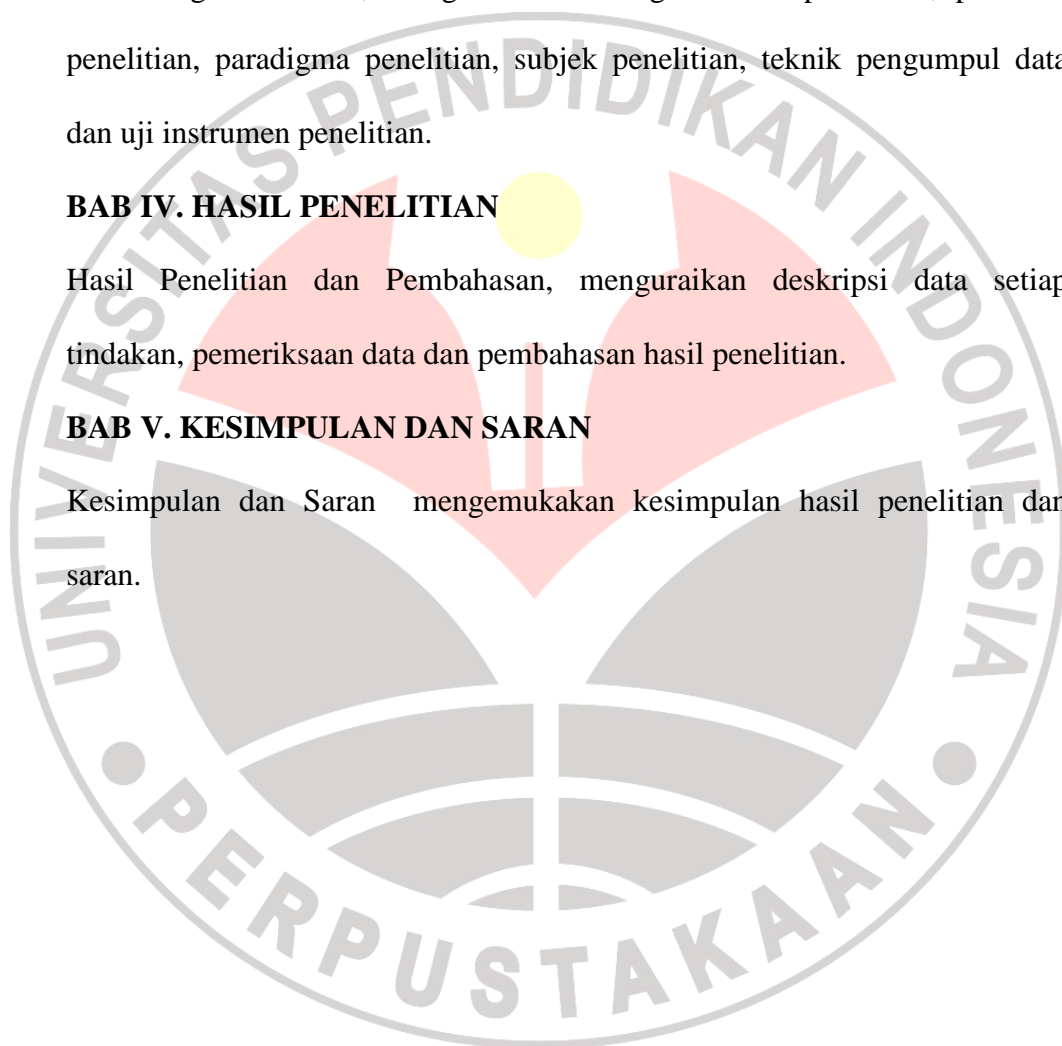 penelitian, paradigma penelitian, subjek penelitian, teknik pengumpul data
dan uji instrumen penelitian.
BAB IV. HASIL PENELITIAN
Hasil Penelitian dan Pembahasan, menguraikan deskripsi data setiap
tindakan, pemeriksaan data dan pembahasan hasil penelitian.
BAB V. KESIMPULAN DAN SARAN
Kesimpulan dan Saran mengemukakan kesimpulan hasil penelitian dan
saran.
UNIVERSITAS PENDIDIKAN INDONESIA
PERPUSTAKAAN